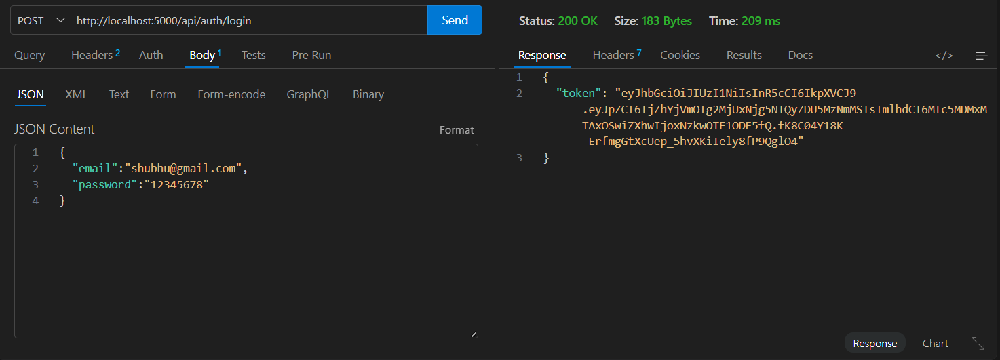 POST
http://localhost:5000/api/auth/login
Send
Query Headers 2 Auth Body 1 Tests Pre Run
JSON XML Text Form Form-encode GraphQL Binary
JSON Content
Format
1 {
2 "email":"shubhu@gmail.com",
3 "password":"12345678"
4 }
Status: 200 OK Size: 183 Bytes Time: 209 ms
Response Headers 7 Cookies Results Docs </>
1 {
2 "token": "eyJhbGciOiJIUzI1NiIsInR5cCI6IkpXVCJ9
.eyJpZCI6IjZhYjVmOTg2MjUxNjg5NTQyZDU5MzNmMSIsImlhdCI6MTc5MDMxM
TAxOSwiZXhwIjoxNzkwOTE1ODE5fQ.fK8C04Y18K
-ErfmgGtXcUep_5hvXKiIely8fP9QglO4"
3 }
Response Chart